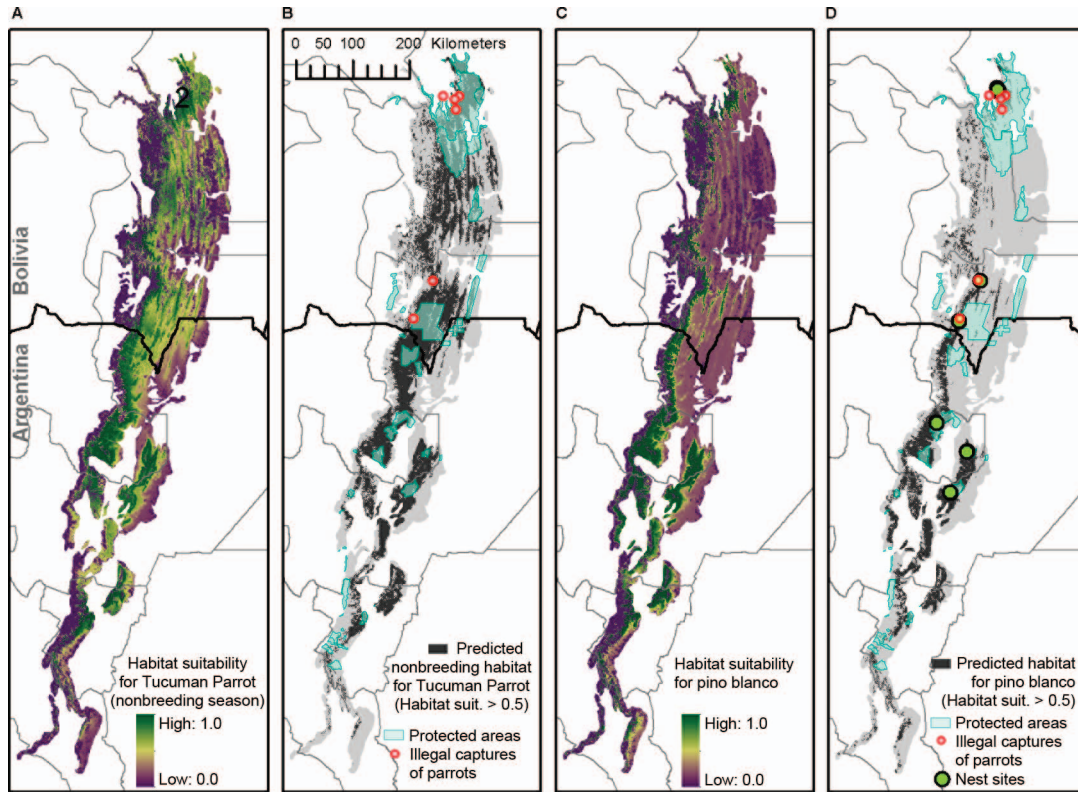 A
B
C
D
0 50 100 200 Kilometers
2
Bolivia
Argentina
Habitat suitability
for Tucuman Parrot
(nonbreeding season)
High: 1.0
Low: 0.0
Predicted
nonbreeding habitat
for Tucuman Parrot
(Habitat suit. > 0.5)
Protected areas
Illegal captures
of parrots
Habitat suitability
for pino blanco
High: 1.0
Low: 0.0
Predicted habitat
for pino blanco
(Habitat suit. > 0.5)
Protected areas
Illegal captures
of parrots
Nest sites